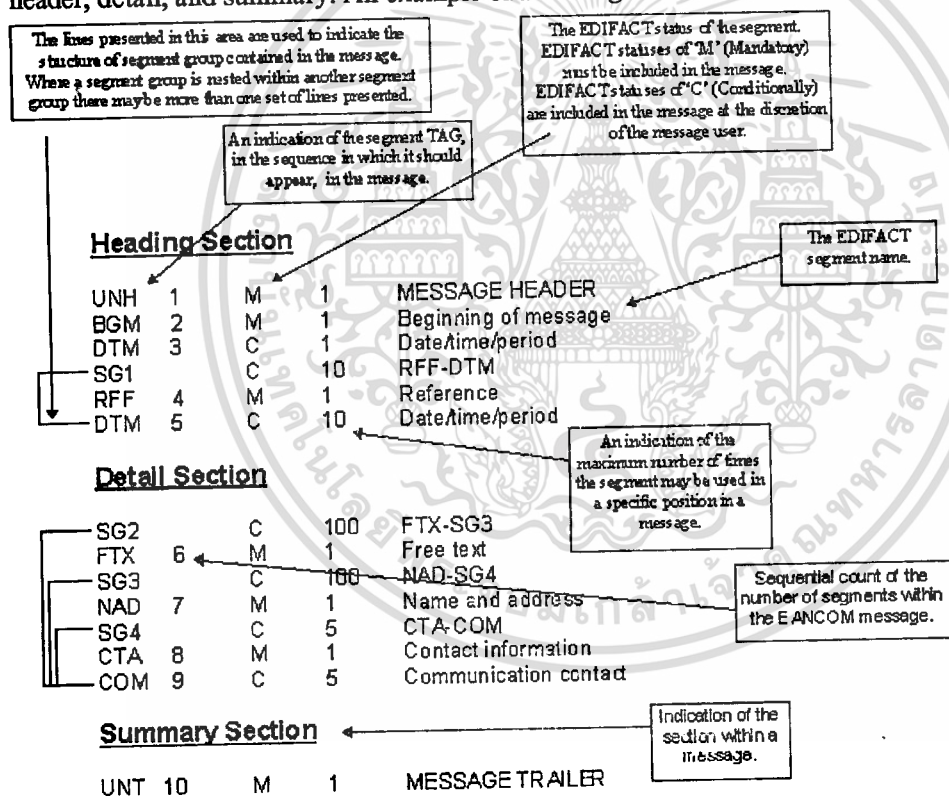 header, detail, and summary.
The lines presented in this area are used to indicate the
structure of segment group contained in the message.
Where a segment group is nested within another segment
group there may be more than one set of lines presented.
The EDIFACT status of the segment.
EDIFACT statuses of 'M' (Mandatory)
must be included in the message.
EDIFACT statuses of 'C' (Conditionally)
are included in the message at the discretion
of the message user.
An indication of the segment TAG,
in the sequence in which it should
appear, in the message.
Heading Section
The EDIFACT
segment name.
UNH 1 M 1 MESSAGE HEADER
BGM 2 M 1 Beginning of message
DTM 3 C 1 Date/time/period
SG1 C 10 RFF-DTM
RFF 4 M 1 Reference
DTM 5 C 10 Date/time/period
An indication of the
maximum number of times
the segment may be used in
a specific position in a
message.
Detail Section
SG2 C 100 FTX-SG3
FTX 6 M 1 Free text
SG3 C 100 NAD-SG4
NAD 7 M 1 Name and address
SG4 C 5 CTA-COM
CTA 8 M 1 Contact information
COM 9 C 5 Communication contact
Sequential count of the
number of segments within
the EANCOM message.
Summary Section
Indication of the
section within a
message.
UNT 10 M 1 MESSAGE TRAILER